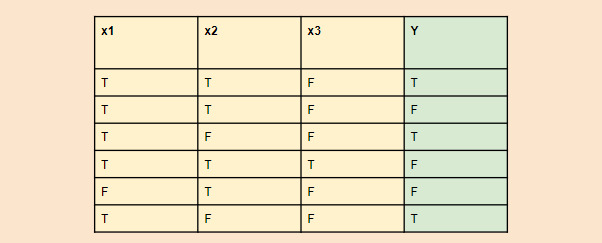 x1 x2 x3 Y
T T F T
T T F F
T F F T
T T T F
F T F F
T F F T